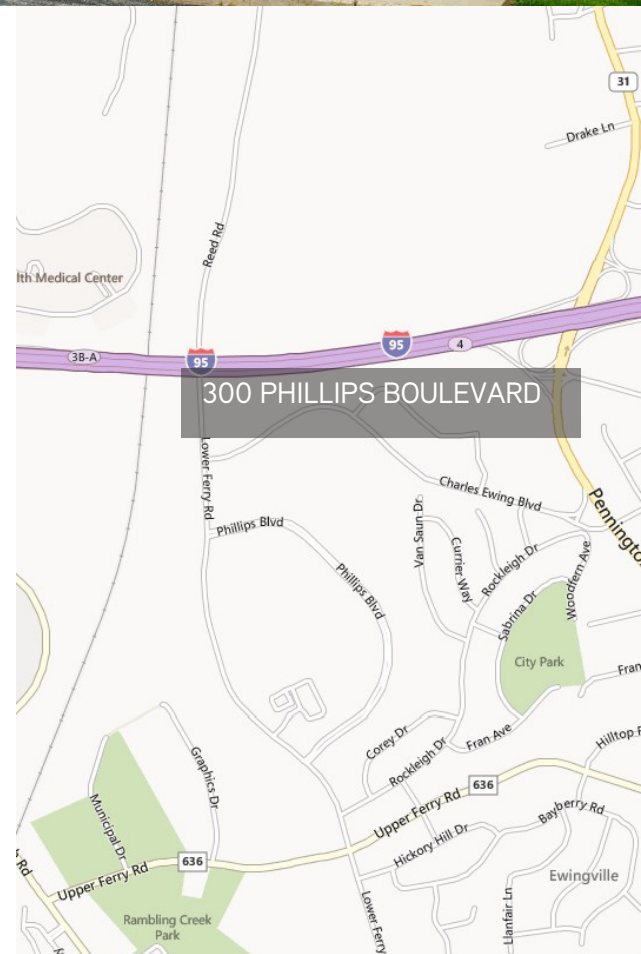 31
Drake Ln
Reed Rd
lth Medical Center
95
4
3B-A
95
300 PHILLIPS BOULEVARD
Lower Ferry Rd
Charles Ewing Blvd
Penningto
Phillips Blvd
Van Saun Dr
Currier Way
Rockleigh Dr
Woodfern Ave
Phillips Blvd
Sabrina Dr
City Park
Fran
Corey Dr
Fran Ave
Hilltop
Rockleigh Dr
Graphics Dr
636
Municipal Dr
Upper Ferry Rd
Bayberry Rd
Hickory Hill Dr
636
Upper Ferry Rd
Rd
Ewingville
Llanfair Ln
Lower Ferry
Rambling Creek
Park